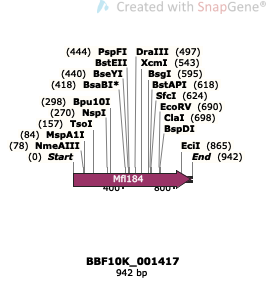 Created with SnapGene®
(444) PspFI DraIII (497)
BstEII XcmI (543)
(440) BseYI BsgI (595)
(418) BsaBI* BstAPI (618)
SfcI (624)
(298) Bpu10I EcoRV (690)
(270) NspI ClaI (698)
(157) TsoI BspDI
(84) MspA1I
(78) NmeAIII EciI (865)
(0) Start End (942)
Mfl184
400 800
BBF10K_001417
942 bp